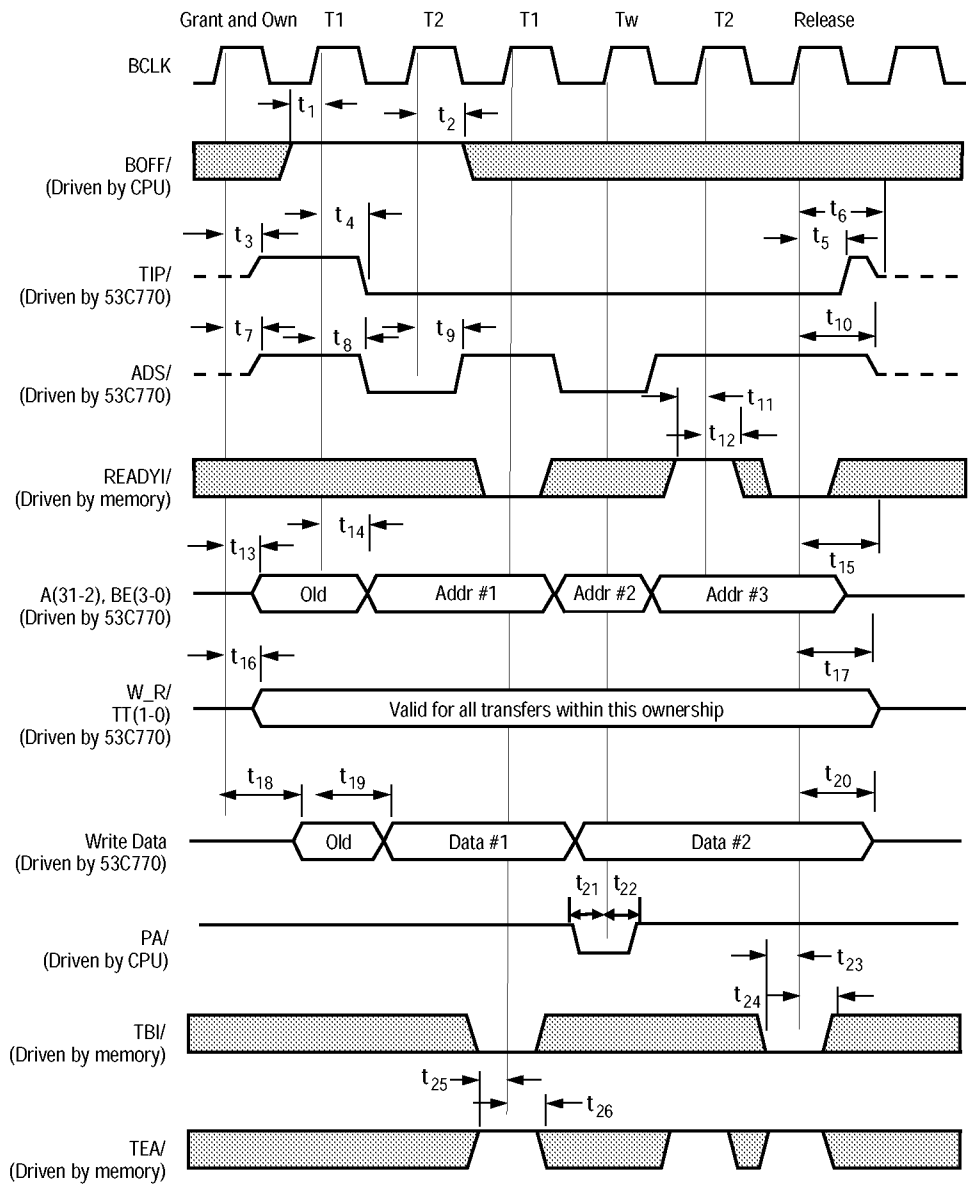 Grant and Own T1 T2 T1 Tw T2 Release
BCLK
t1 t2
BOFF/
(Driven by CPU)
t3 t4 t5 t6
TIP/
(Driven by 53C770)
t7 t8 t9 t10
ADS/
(Driven by 53C770)
t11
t12
READYI/
(Driven by memory)
t13 t14 t15
A(31-2), BE(3-0)
(Driven by 53C770)
Old Addr #1 Addr #2 Addr #3
t16 t17
W_R/
TT(1-0)
(Driven by 53C770)
Valid for all transfers within this ownership
t18 t19 t20
Write Data
(Driven by 53C770)
Old Data #1 Data #2
t21 t22
PA/
(Driven by CPU)
t23
t24
TBI/
(Driven by memory)
t25
t26
TEA/
(Driven by memory)